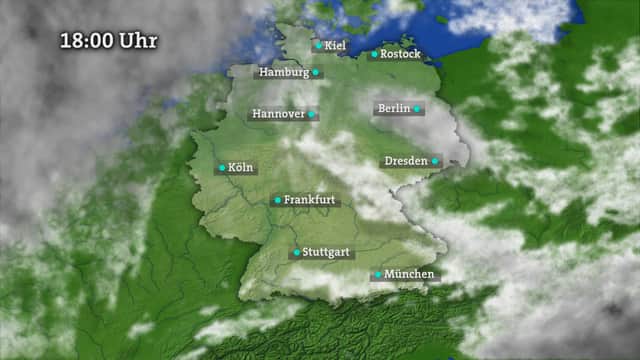 18:00 Uhr
Kiel
Rostock
Hamburg
Hannover
Berlin
Dresden
Köln
Frankfurt
Stuttgart
München